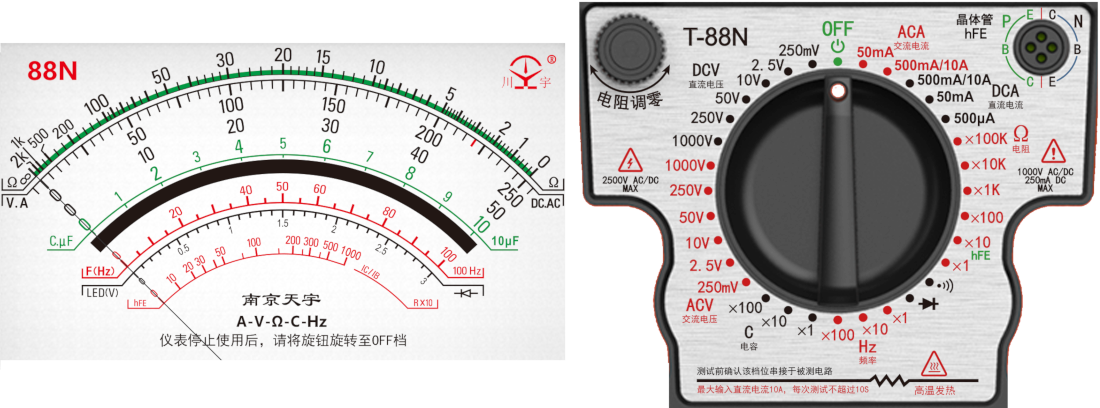 88N
川 宇
®
∞ 2K 1k 500 200 100 50 30 20 15 10 5 2 1 0
Ω Ω
0 50 100 150 200 250
V.A DC.AC
0 10 20 30 40 50
0 1 2 3 4 5 6 7 8 9 10
C.µF 10µF
0 20 40 50 60 80 100
F(Hz) 100 Hz
0 0.5 1 1.5 2 2.5 3
LED(V)
0 10 20 30 50 100 200 300 500 1000
hFE IC/IB R X10
南京天宇
A-V-Ω-C-Hz
仪表停止使用后，请将旋钮旋转至OFF档
电阻调零
T-88N
OFF
晶体管
hFE
P E C N
B B
C E
ACA
交流电流
50mA
500mA/10A
500mA/10A
50mA
500µA
DCA
直流电流
×100K
×10K
×1K
×100
×10
×1
Ω
电阻
hFE
•))
DCV
直流电压
250mV
2.5V
10V
50V
250V
1000V
1000V
250V
50V
10V
2.5V
250mV
ACV
交流电压
×100
×10
×1
C
电容
×100
×10
×1
Hz
频率
2500V AC/DC
MAX
1000V AC/DC
250mA DC
MAX
测试前确认该档位串接于被测电路
最大输入直流电流10A，每次测试不超过10S
高温发热